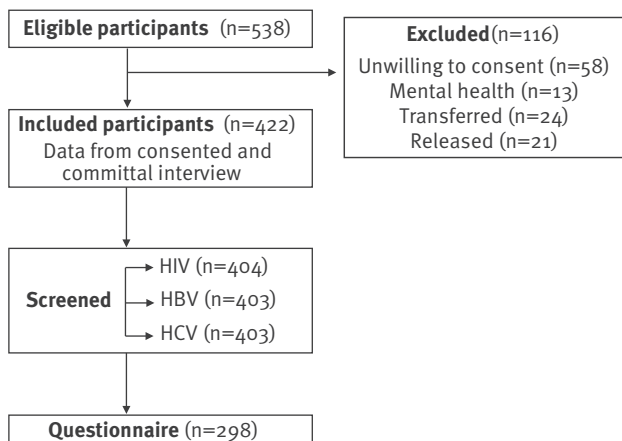 Eligible participants (n=538)
Excluded(n=116)
Unwilling to consent (n=58)
Mental health (n=13)
Transferred (n=24)
Released (n=21)
Included participants (n=422)
Data from consented and
committal interview
Screened
HIV (n=404)
HBV (n=403)
HCV (n=403)
Questionnaire (n=298)